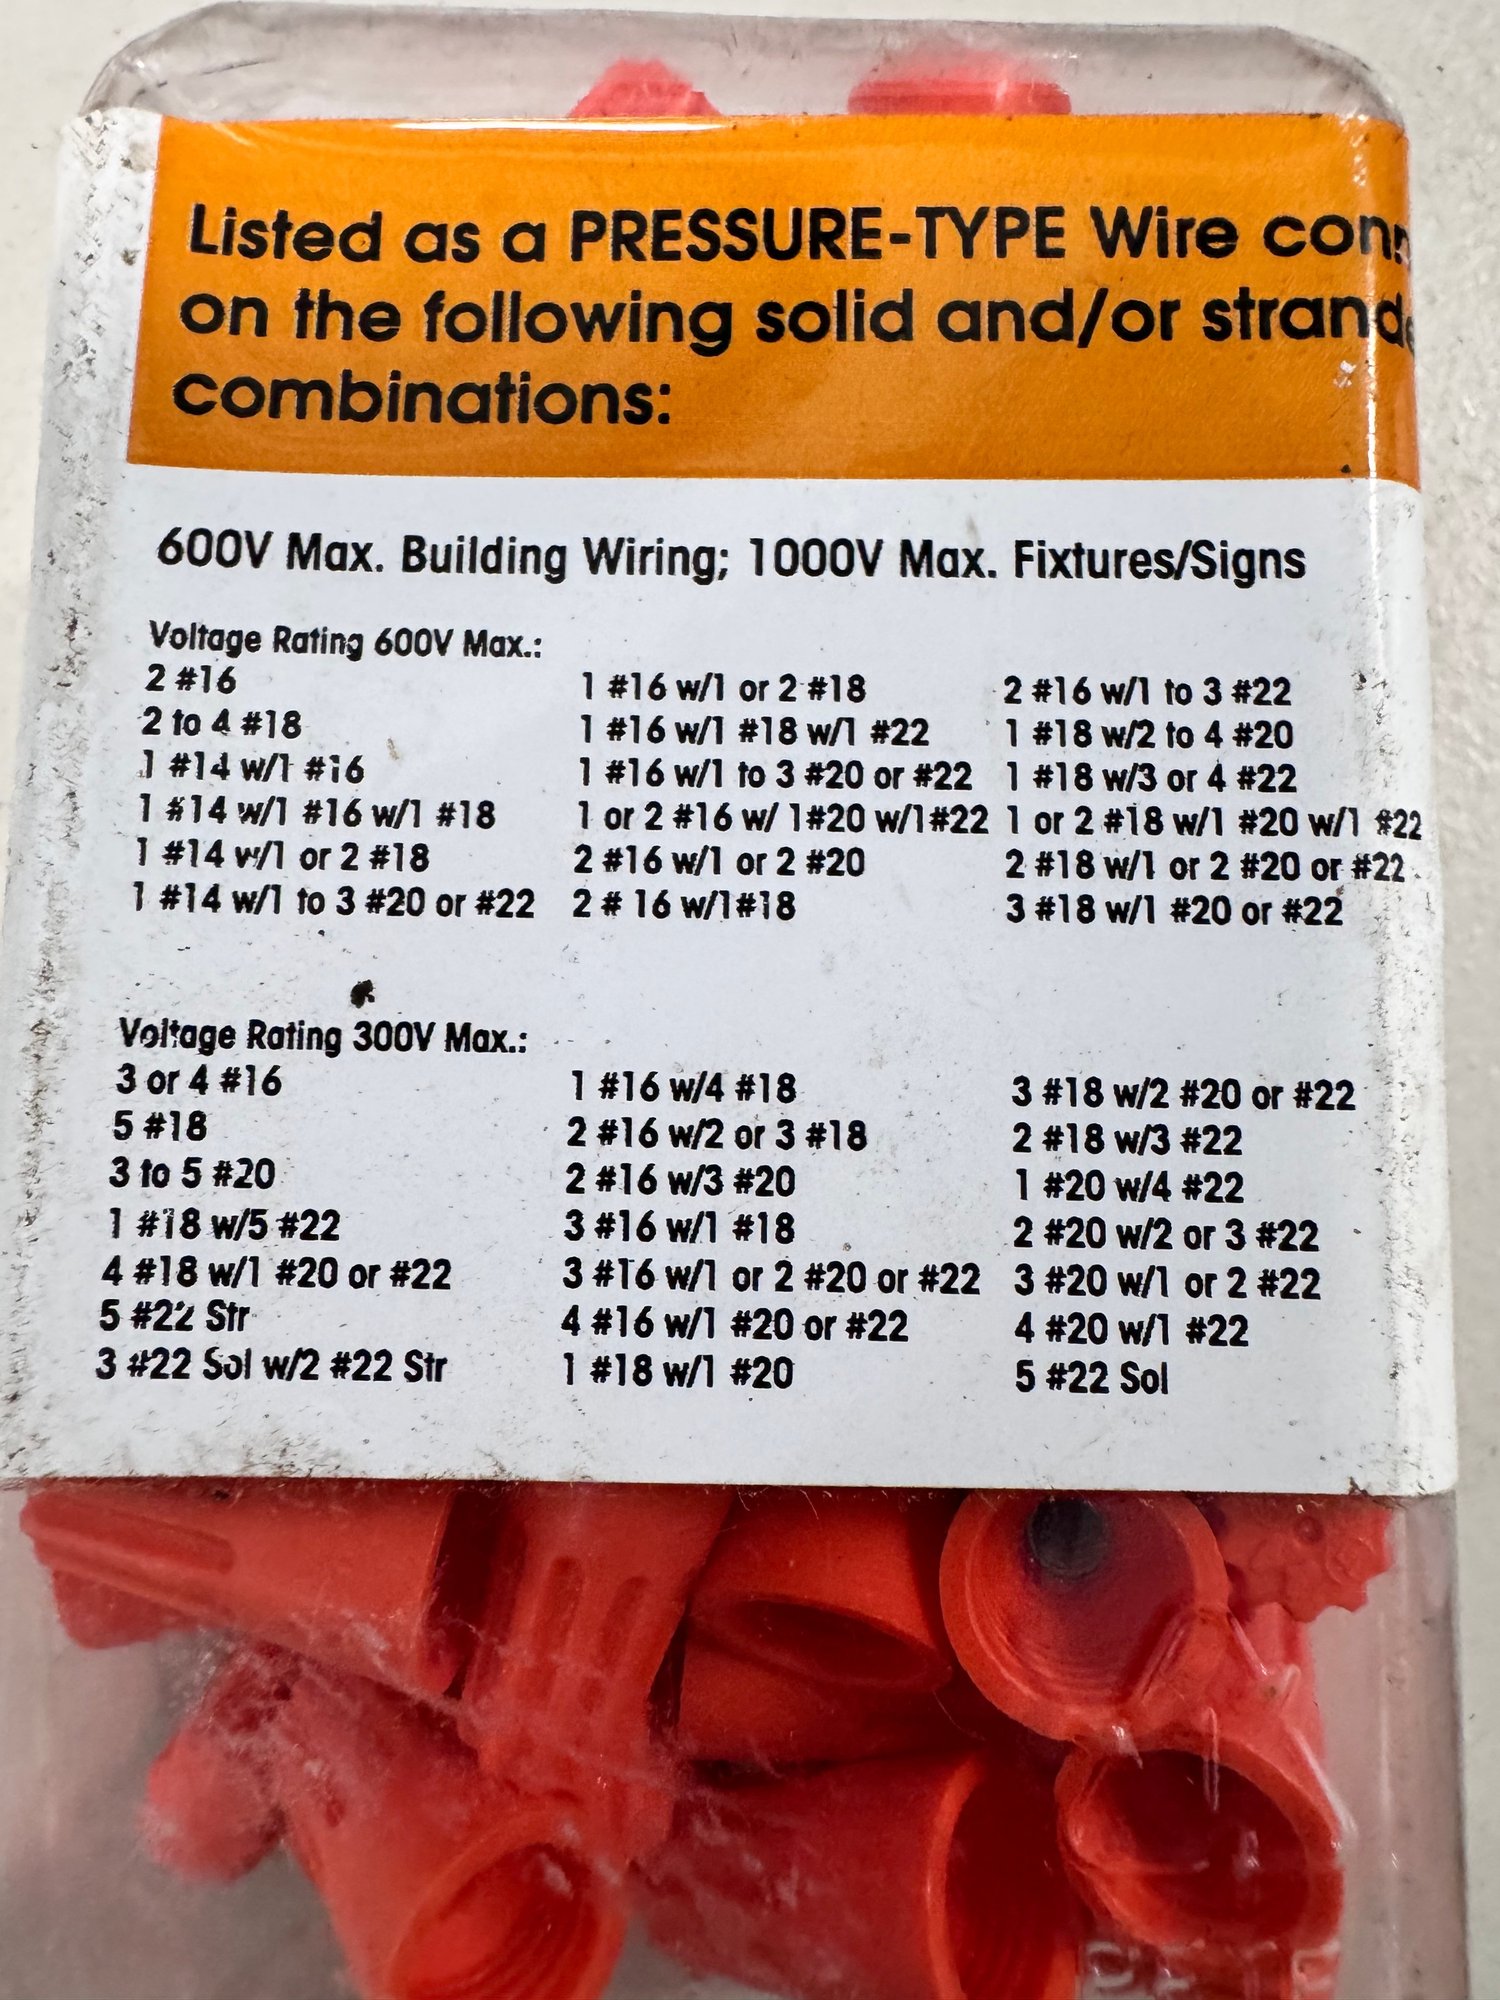 Listed as a PRESSURE-TYPE Wire
on the following solid and/or
combinations:
600V Max. Building Wiring; 1000V Max. Fixtures/Signs
Voltage Rating 600V Max.:
2 #16
2 to 4 #18
1 #14 w/1 #16
1 #14 w/1 #16 w/1 #18
1 #14 w/1 or 2 #18
1 #14 w/1 to 3 #20 or #22
1 #16 w/1 or 2 #18
1 #16 w/1 #18 w/1 #22
1 #16 w/1 to 3 #20 or #22
1 or 2 #16 w/ 1#20 w/1#22
2 #16 w/1 or 2 #20
2 # 16 w/1#18
2 #16 w/1 to 3 #22
1 #18 w/2 to 4 #20
1 #18 w/3 or 4 #22
1 or 2 #18 w/1 #20 w/1 #22
2 #18 w/1 or 2 #20 or #22
3 #18 w/1 #20 or #22
Voltage Rating 300V Max.:
3 or 4 #16
5 #18
3 to 5 #20
1 #18 w/5 #22
4 #18 w/1 #20 or #22
5 #22 Str
3 #22 Sol w/2 #22 Str
1 #16 w/4 #18
2 #16 w/2 or 3 #18
2 #16 w/3 #20
3 #16 w/1 #18
3 #16 w/1 or 2 #20 or #22
4 #16 w/1 #20 or #22
1 #18 w/1 #20
3 #18 w/2 #20 or #22
2 #18 w/3 #22
1 #20 w/4 #22
2 #20 w/2 or 3 #22
3 #20 w/1 or 2 #22
4 #20 w/1 #22
5 #22 Sol